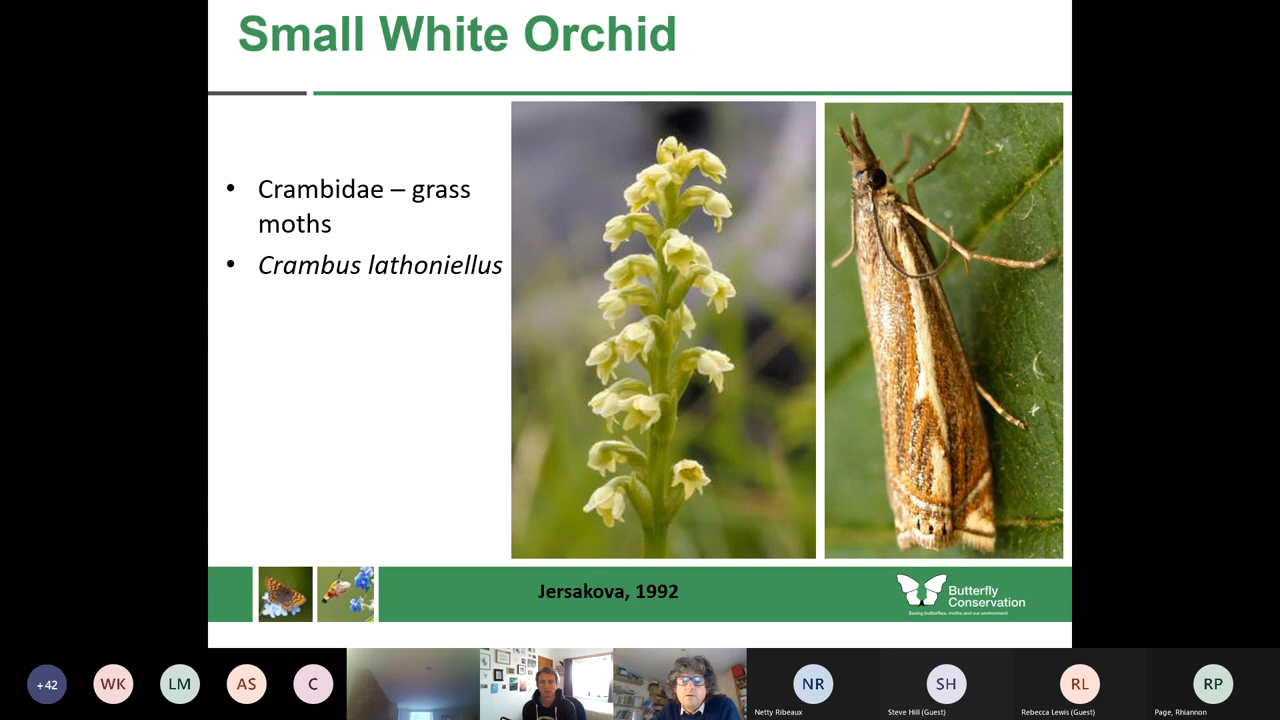 Small White Orchid
• Crambidae – grass
moths
• Crambus lathoniellus
Jersakova, 1992
Butterfly
Conservation
Saving butterflies, moths and our environment
+42
WK
LM
AS
C
NR
SH
RL
RP
Netty Ribeaux
Steve Hill (Guest)
Rebecca Lewis (Guest)
Page, Rhiannon